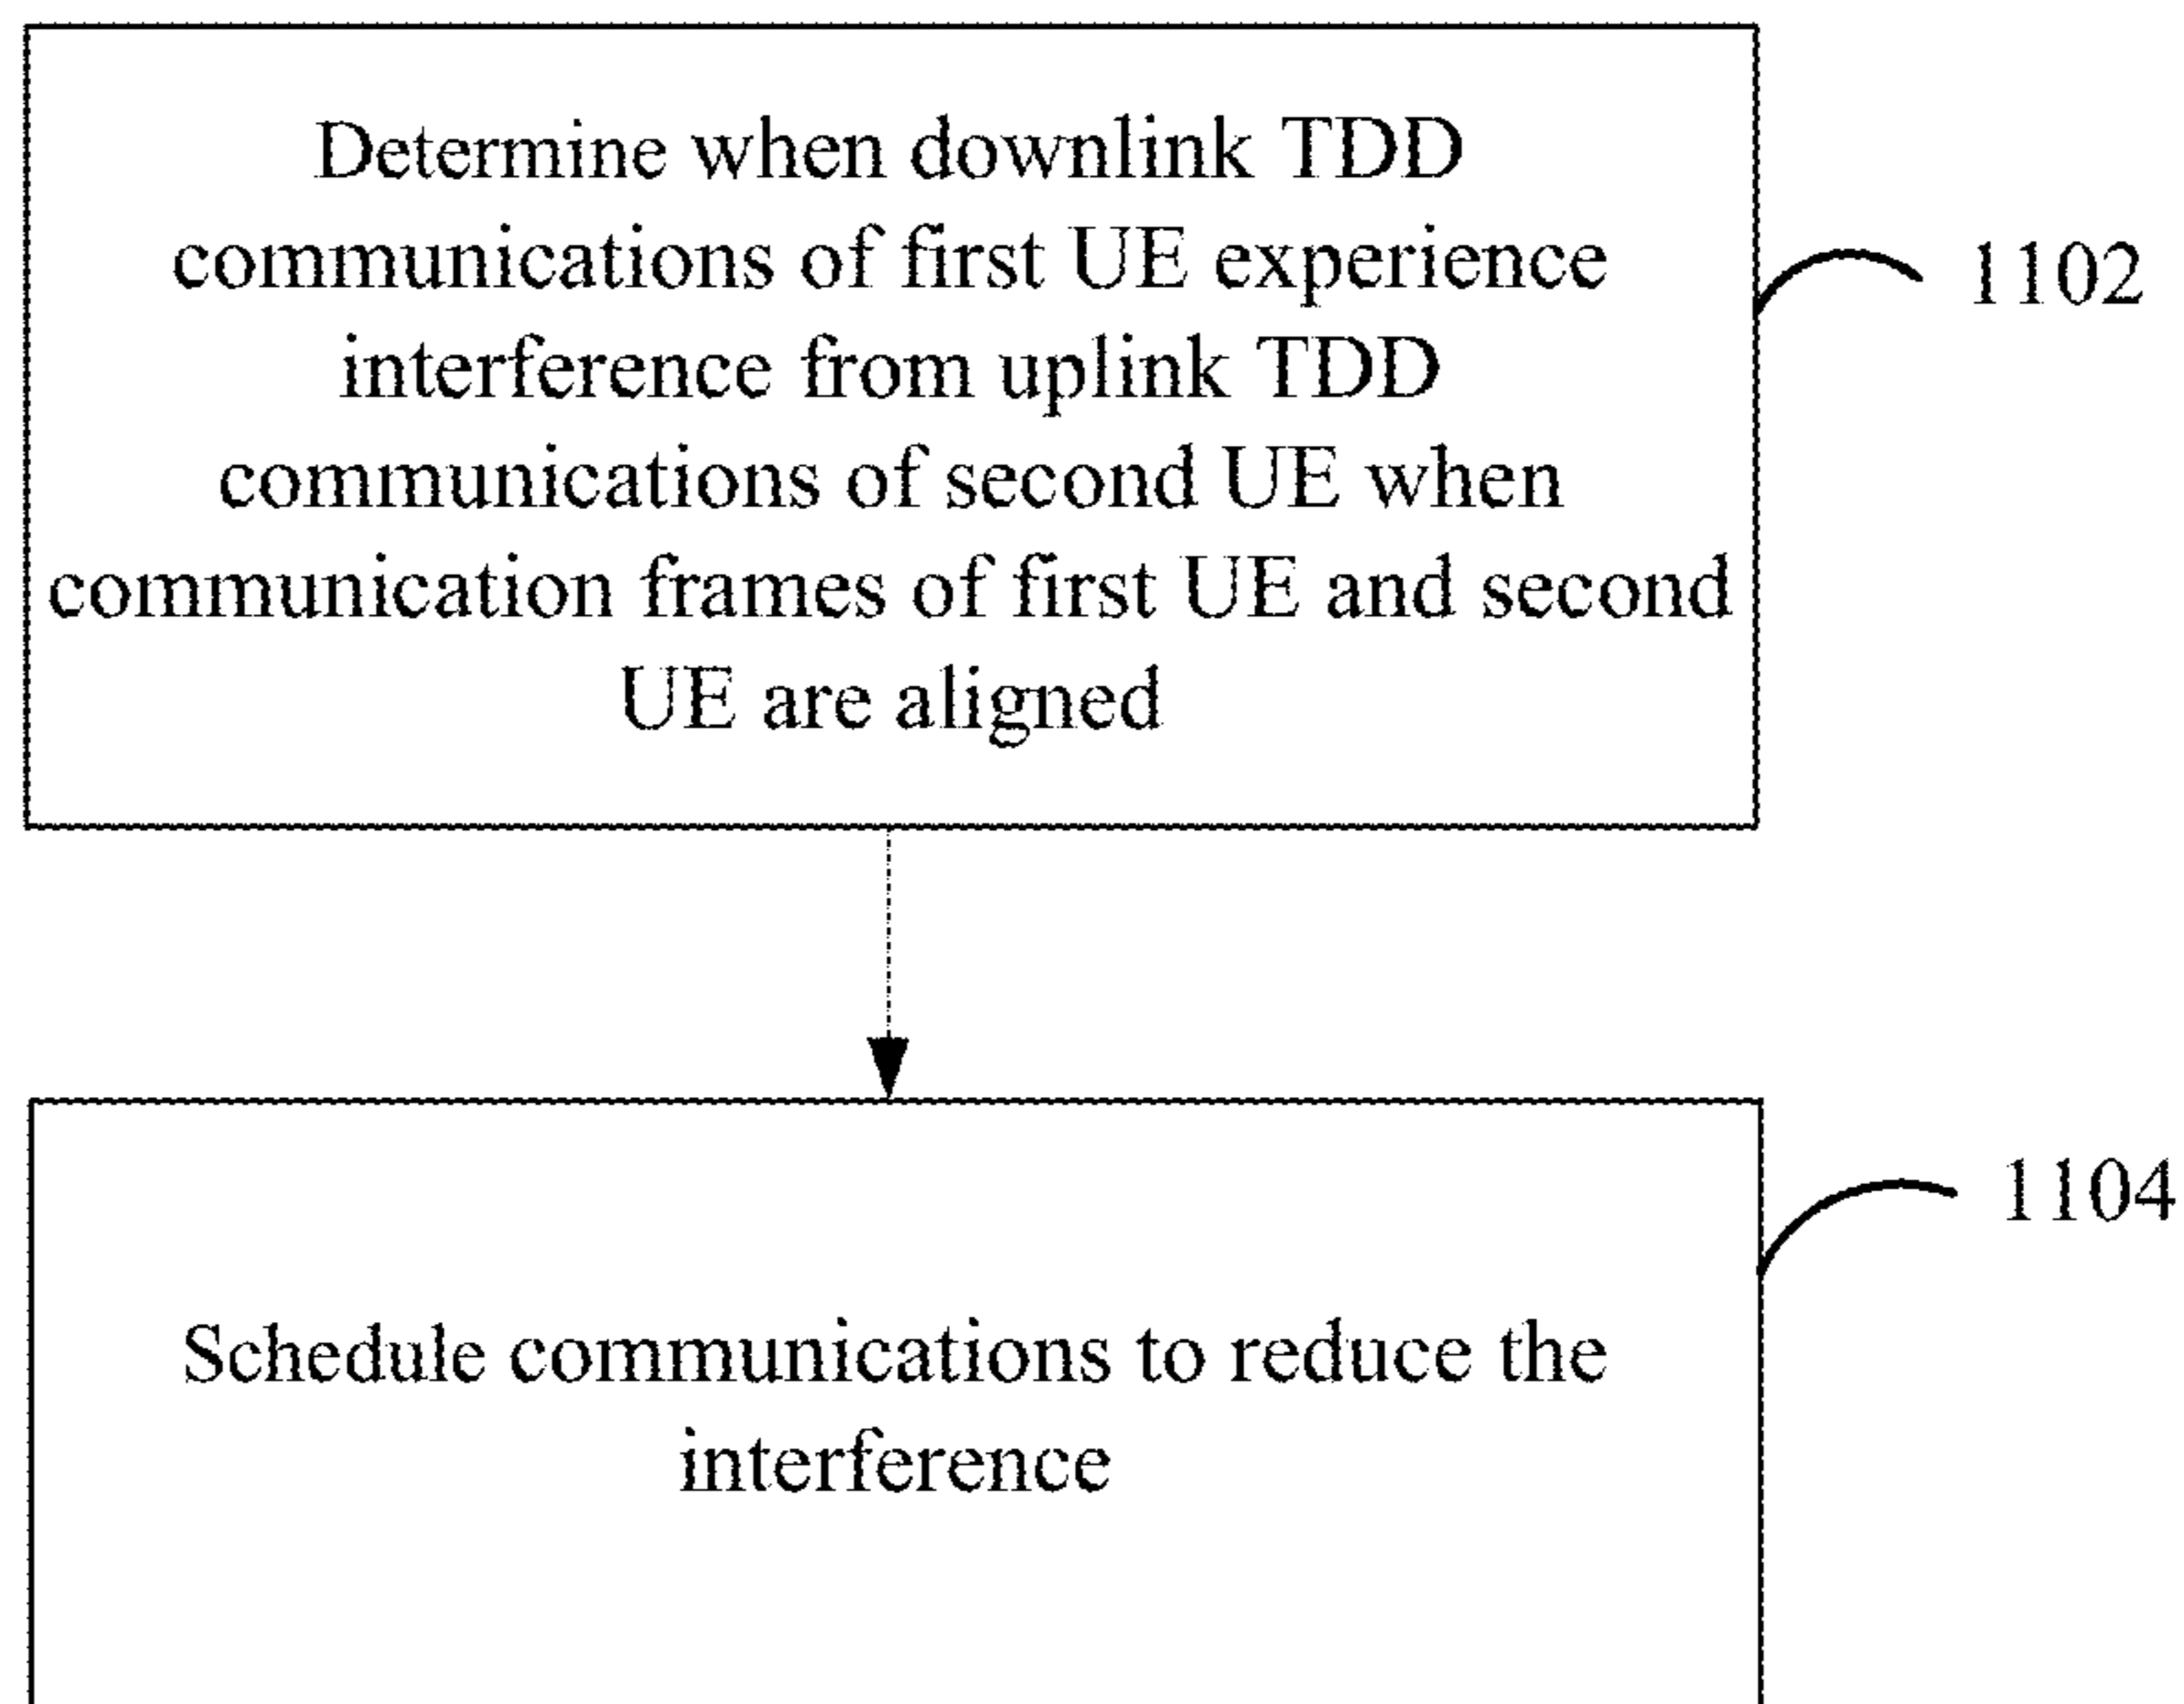 Determine when downlink TDD
communications of first UE experience
interference from uplink TDD
communications of second UE when
communication frames of first UE and second
UE are aligned
1102
1104
Schedule communications to reduce the
interference